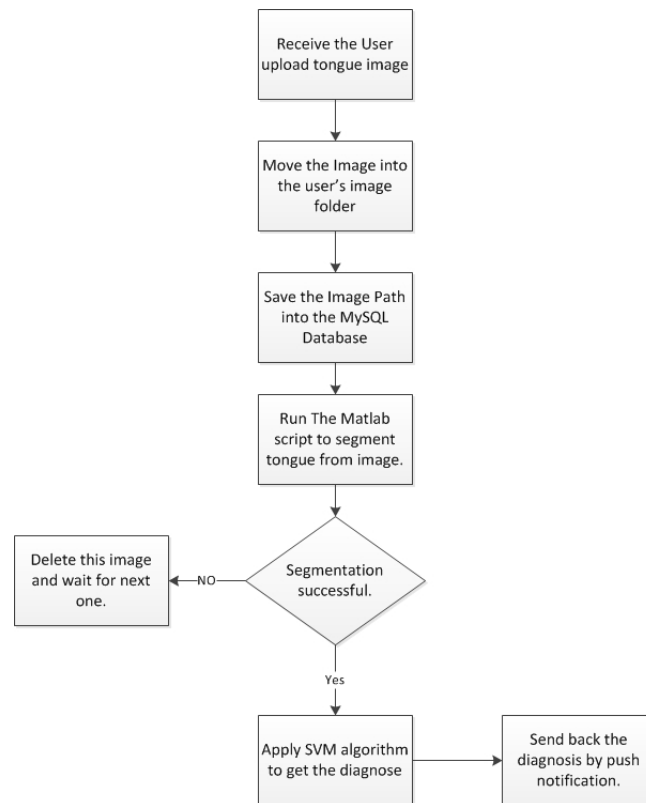 Receive the User
upload tongue image
Move the Image into
the user's image
folder
Save the Image Path
into the MySQL
Database
Run The Matlab
script to segment
tongue from image.
Segmentation
successful.
NO
Delete this image
and wait for next
one.
Yes
Apply SVM algorithm
to get the diagnose
Send back the
diagnosis by push
notification.